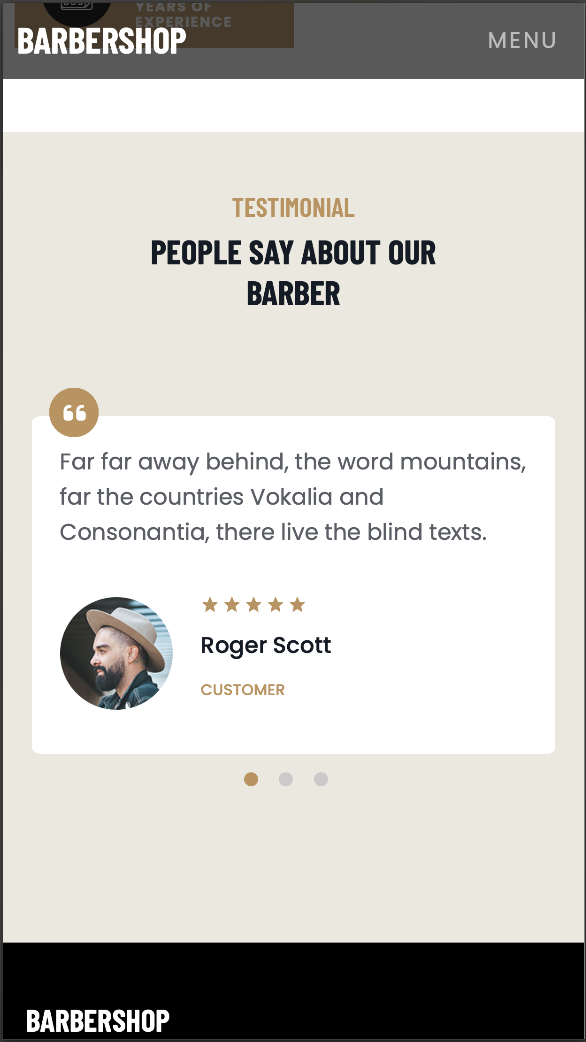 YEARS OF
EXPERIENCE
BARBERSHOP
MENU
TESTIMONIAL
PEOPLE SAY ABOUT OUR
BARBER
Far far away behind, the word mountains,
far the countries Vokalia and
Consonantia, there live the blind texts.
Roger Scott
CUSTOMER
BARBERSHOP